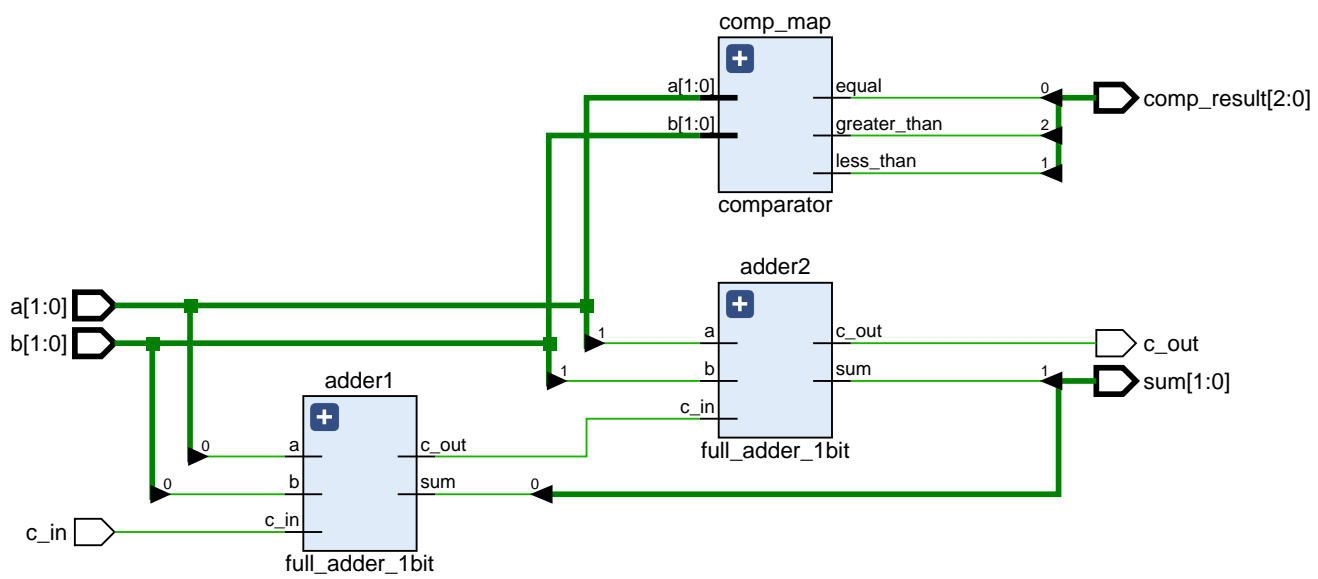 comp_map
a[1:0]
b[1:0]
equal
greater_than
less_than
0
2
1
comp_result[2:0]
comparator
a[1:0]
b[1:0]
c_in
adder2
1
1
a
b
c_in
c_out
sum
1
c_out
sum[1:0]
full_adder_1bit
adder1
0
0
a
b
c_in
c_out
sum
0
full_adder_1bit